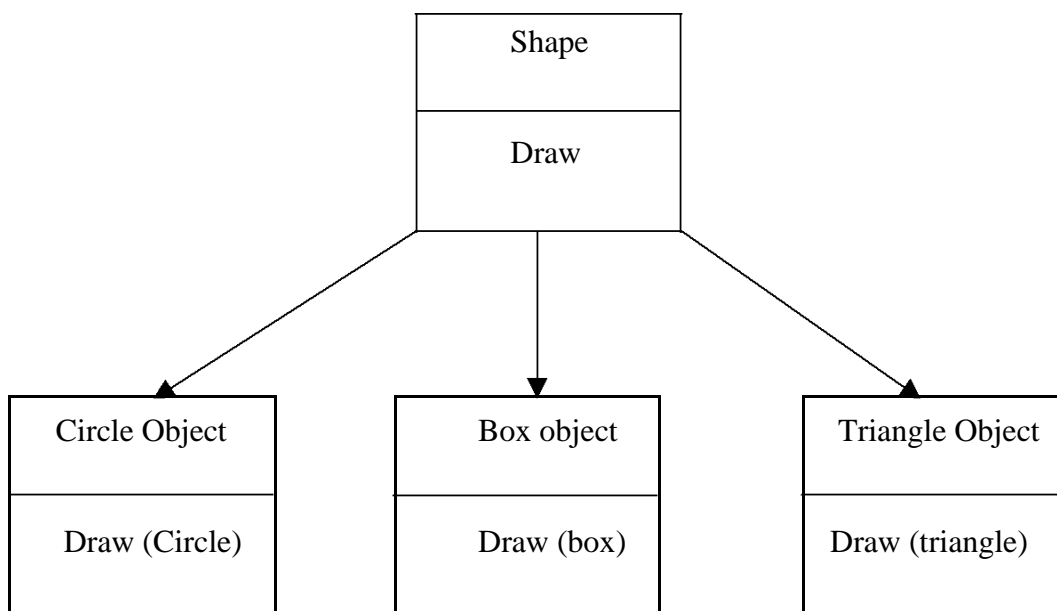 Shape
Draw
Circle Object
Draw (Circle)
Box object
Draw (box)
Triangle Object
Draw (triangle)